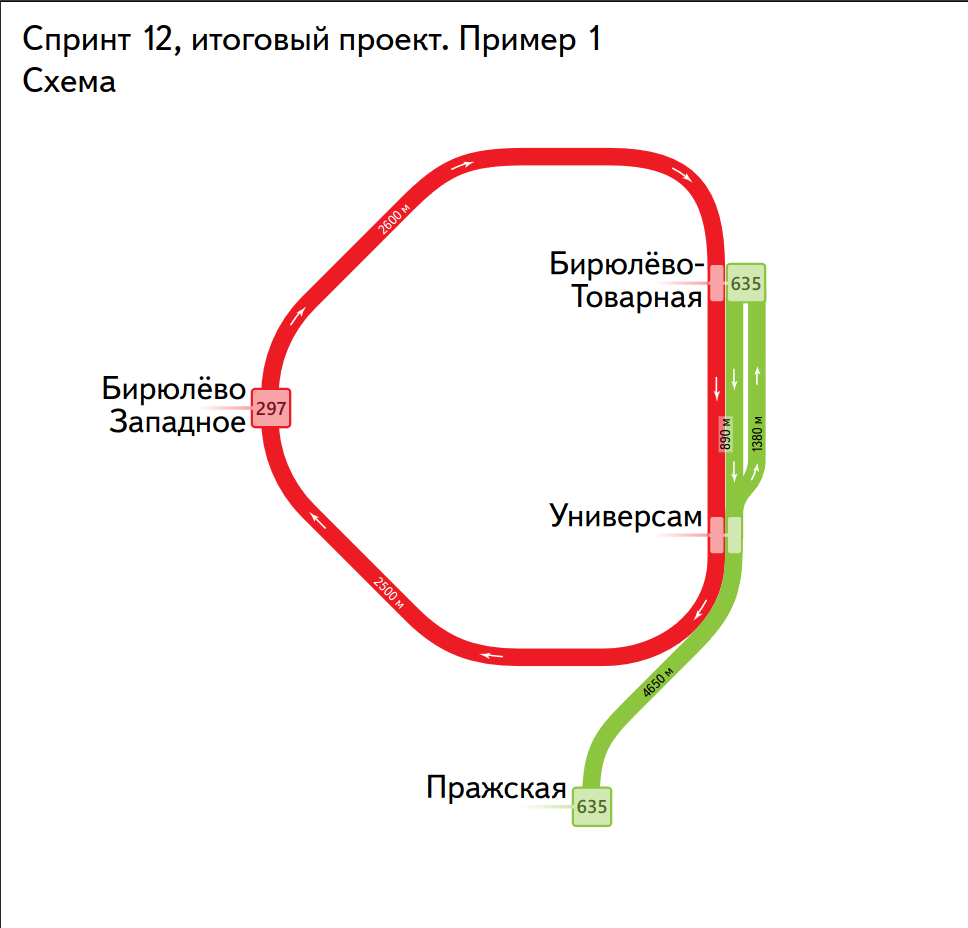 Спринт 12, итоговый проект. Пример 1
Схема
2600 м
Бирюлёво-
Товарная
635
Бирюлёво
Западное
297
890 м
1380 м
Универсам
2500 м
4650 м
Пражская
635